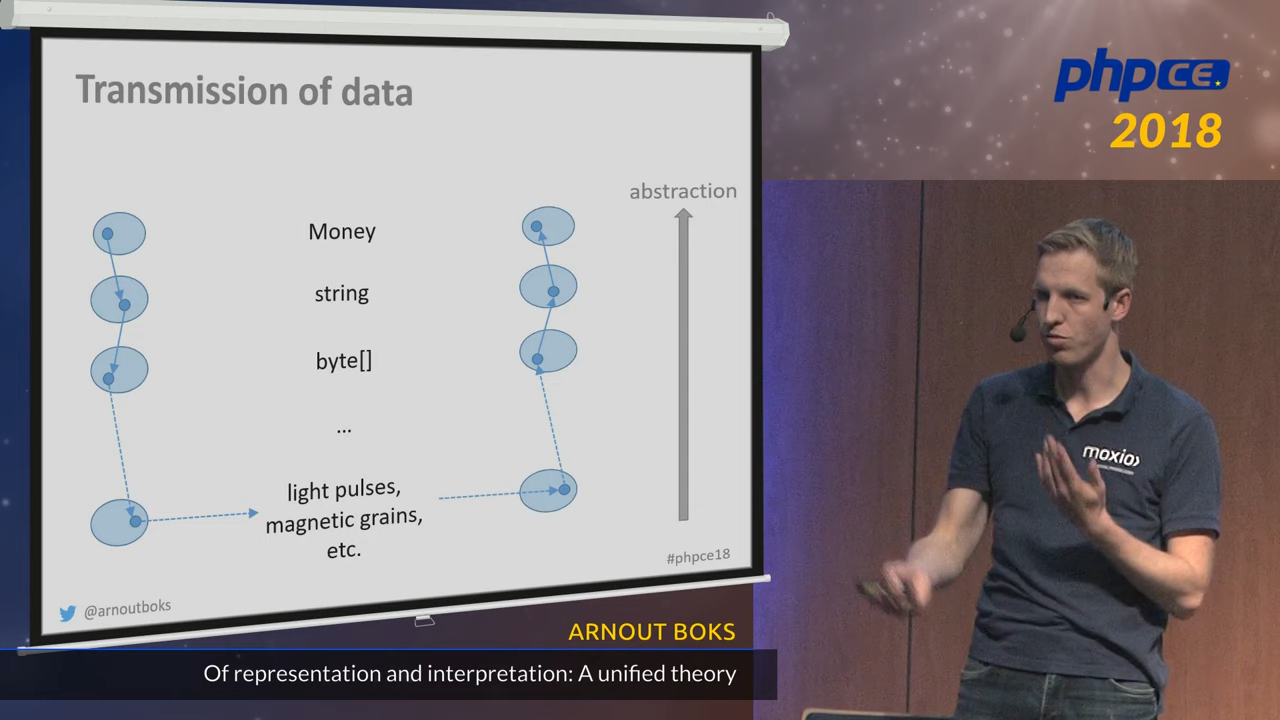 Transmission of data
abstraction
Money
string
byte[]
...
light pulses,
magnetic grains,
etc.
#phpce18
@arnoutboks
ARNOUT BOKS
Of representation and interpretation: A unified theory
phpce.
2018
moxio